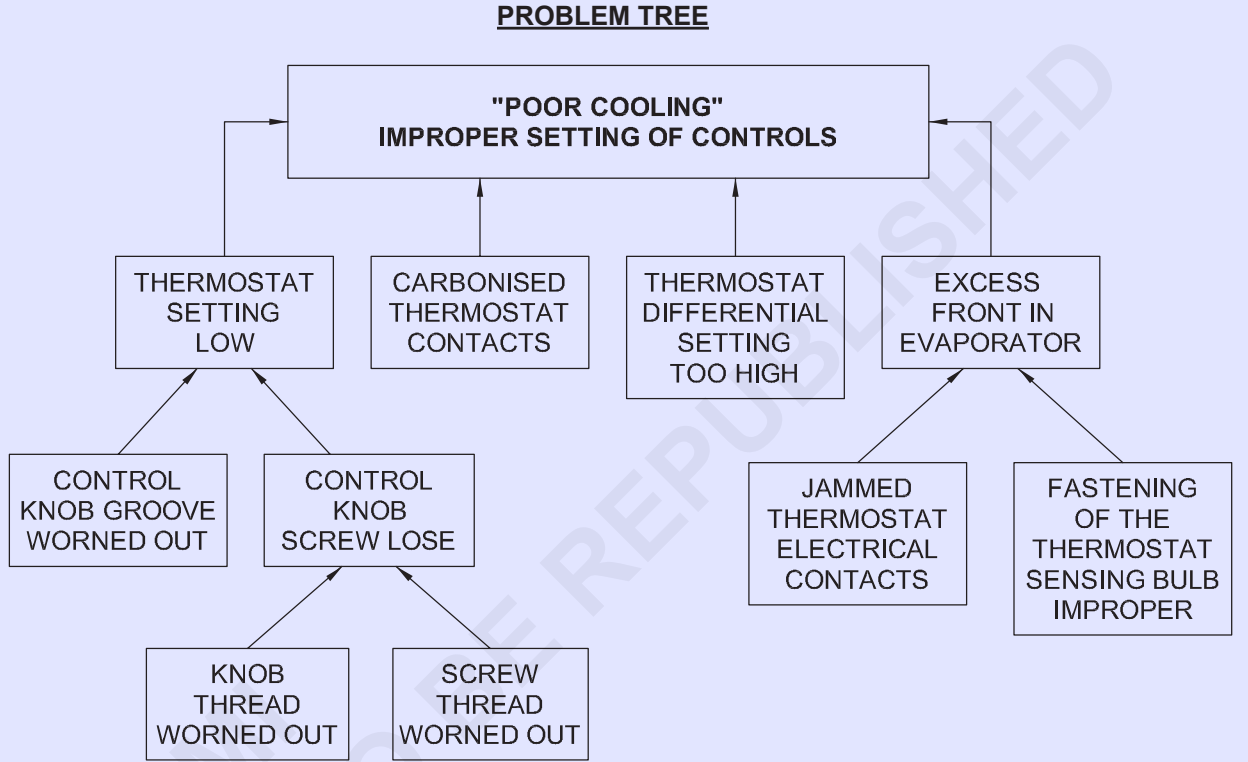 PROBLEM TREE
"POOR COOLING"
IMPROPER SETTING OF CONTROLS
THERMOSTAT
SETTING
LOW
CARBONISED
THERMOSTAT
CONTACTS
THERMOSTAT
DIFFERENTIAL
SETTING
TOO HIGH
EXCESS
FRONT IN
EVAPORATOR
CONTROL
KNOB GROOVE
WORNED OUT
CONTROL
KNOB
SCREW LOSE
JAMMED
THERMOSTAT
ELECTRICAL
CONTACTS
FASTENING
OF THE
THERMOSTAT
SENSING BULB
IMPROPER
KNOB
THREAD
WORNED OUT
SCREW
THREAD
WORNED OUT
BE REPUBLISHED